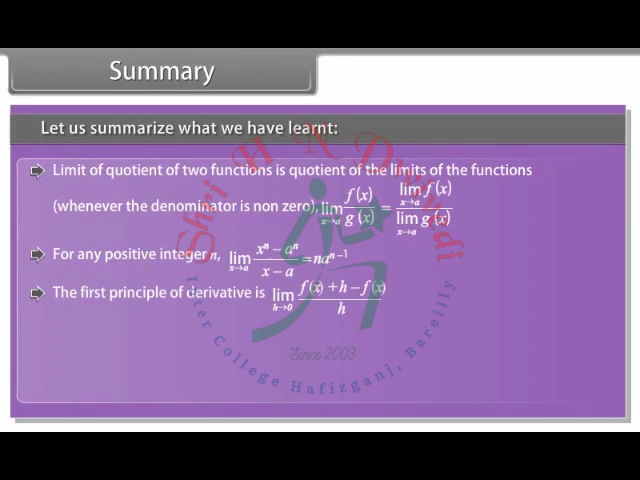 Summary
Let us summarize what we have learnt:
Limit of quotient of two functions is quotient of the limits of the functions
(whenever the denominator is non zero), lim x→a f(x)/g(x) = lim x→a f(x) / lim x→a g(x)
For any positive integer n, lim x→a (xⁿ – aⁿ)/(x – a) = naⁿ⁻¹
The first principle of derivative is lim h→0 (f(x) + h – f(x))/h
Shri H N Dwivedi
Since 2003
Inter College Hafizganj, Bareilly